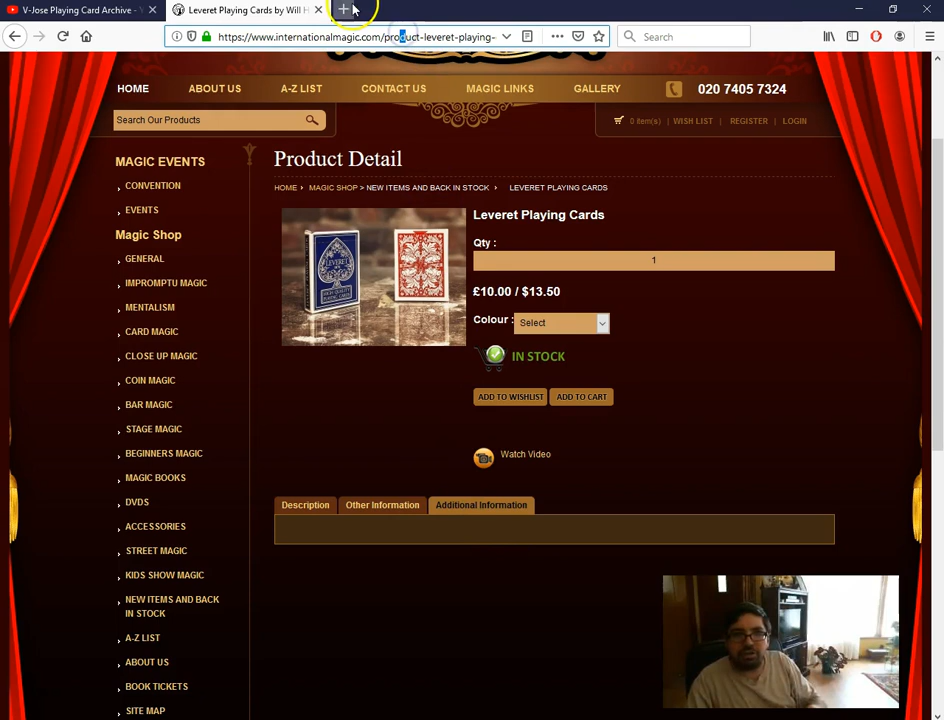 V-Jose Playing Card Archive -
Leveret Playing Cards by Will H
https://www.internationalmagic.com/product-leveret-playing-
Search
HOME
ABOUT US
A-Z LIST
CONTACT US
MAGIC LINKS
GALLERY
020 7405 7324
Search Our Products
0 item(s) | WISH LIST | REGISTER | LOGIN
MAGIC EVENTS
CONVENTION
EVENTS
Magic Shop
GENERAL
IMPROMPTU MAGIC
MENTALISM
CARD MAGIC
CLOSE UP MAGIC
COIN MAGIC
BAR MAGIC
STAGE MAGIC
BEGINNERS MAGIC
MAGIC BOOKS
DVDS
ACCESSORIES
STREET MAGIC
KIDS SHOW MAGIC
NEW ITEMS AND BACK
IN STOCK
A-Z LIST
ABOUT US
BOOK TICKETS
SITE MAP
Product Detail
HOME › MAGIC SHOP > NEW ITEMS AND BACK IN STOCK › LEVERET PLAYING CARDS
LEVERET
HIGH QUALITY
PLAYING CARDS
Leveret Playing Cards
Qty :
1
£10.00 / $13.50
Colour : Select
IN STOCK
ADD TO WISHLIST
ADD TO CART
Watch Video
Description
Other Information
Additional Information